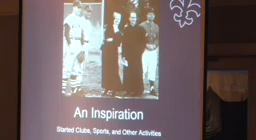 An Inspiration
Started Clubs, Sports, and Other Activities